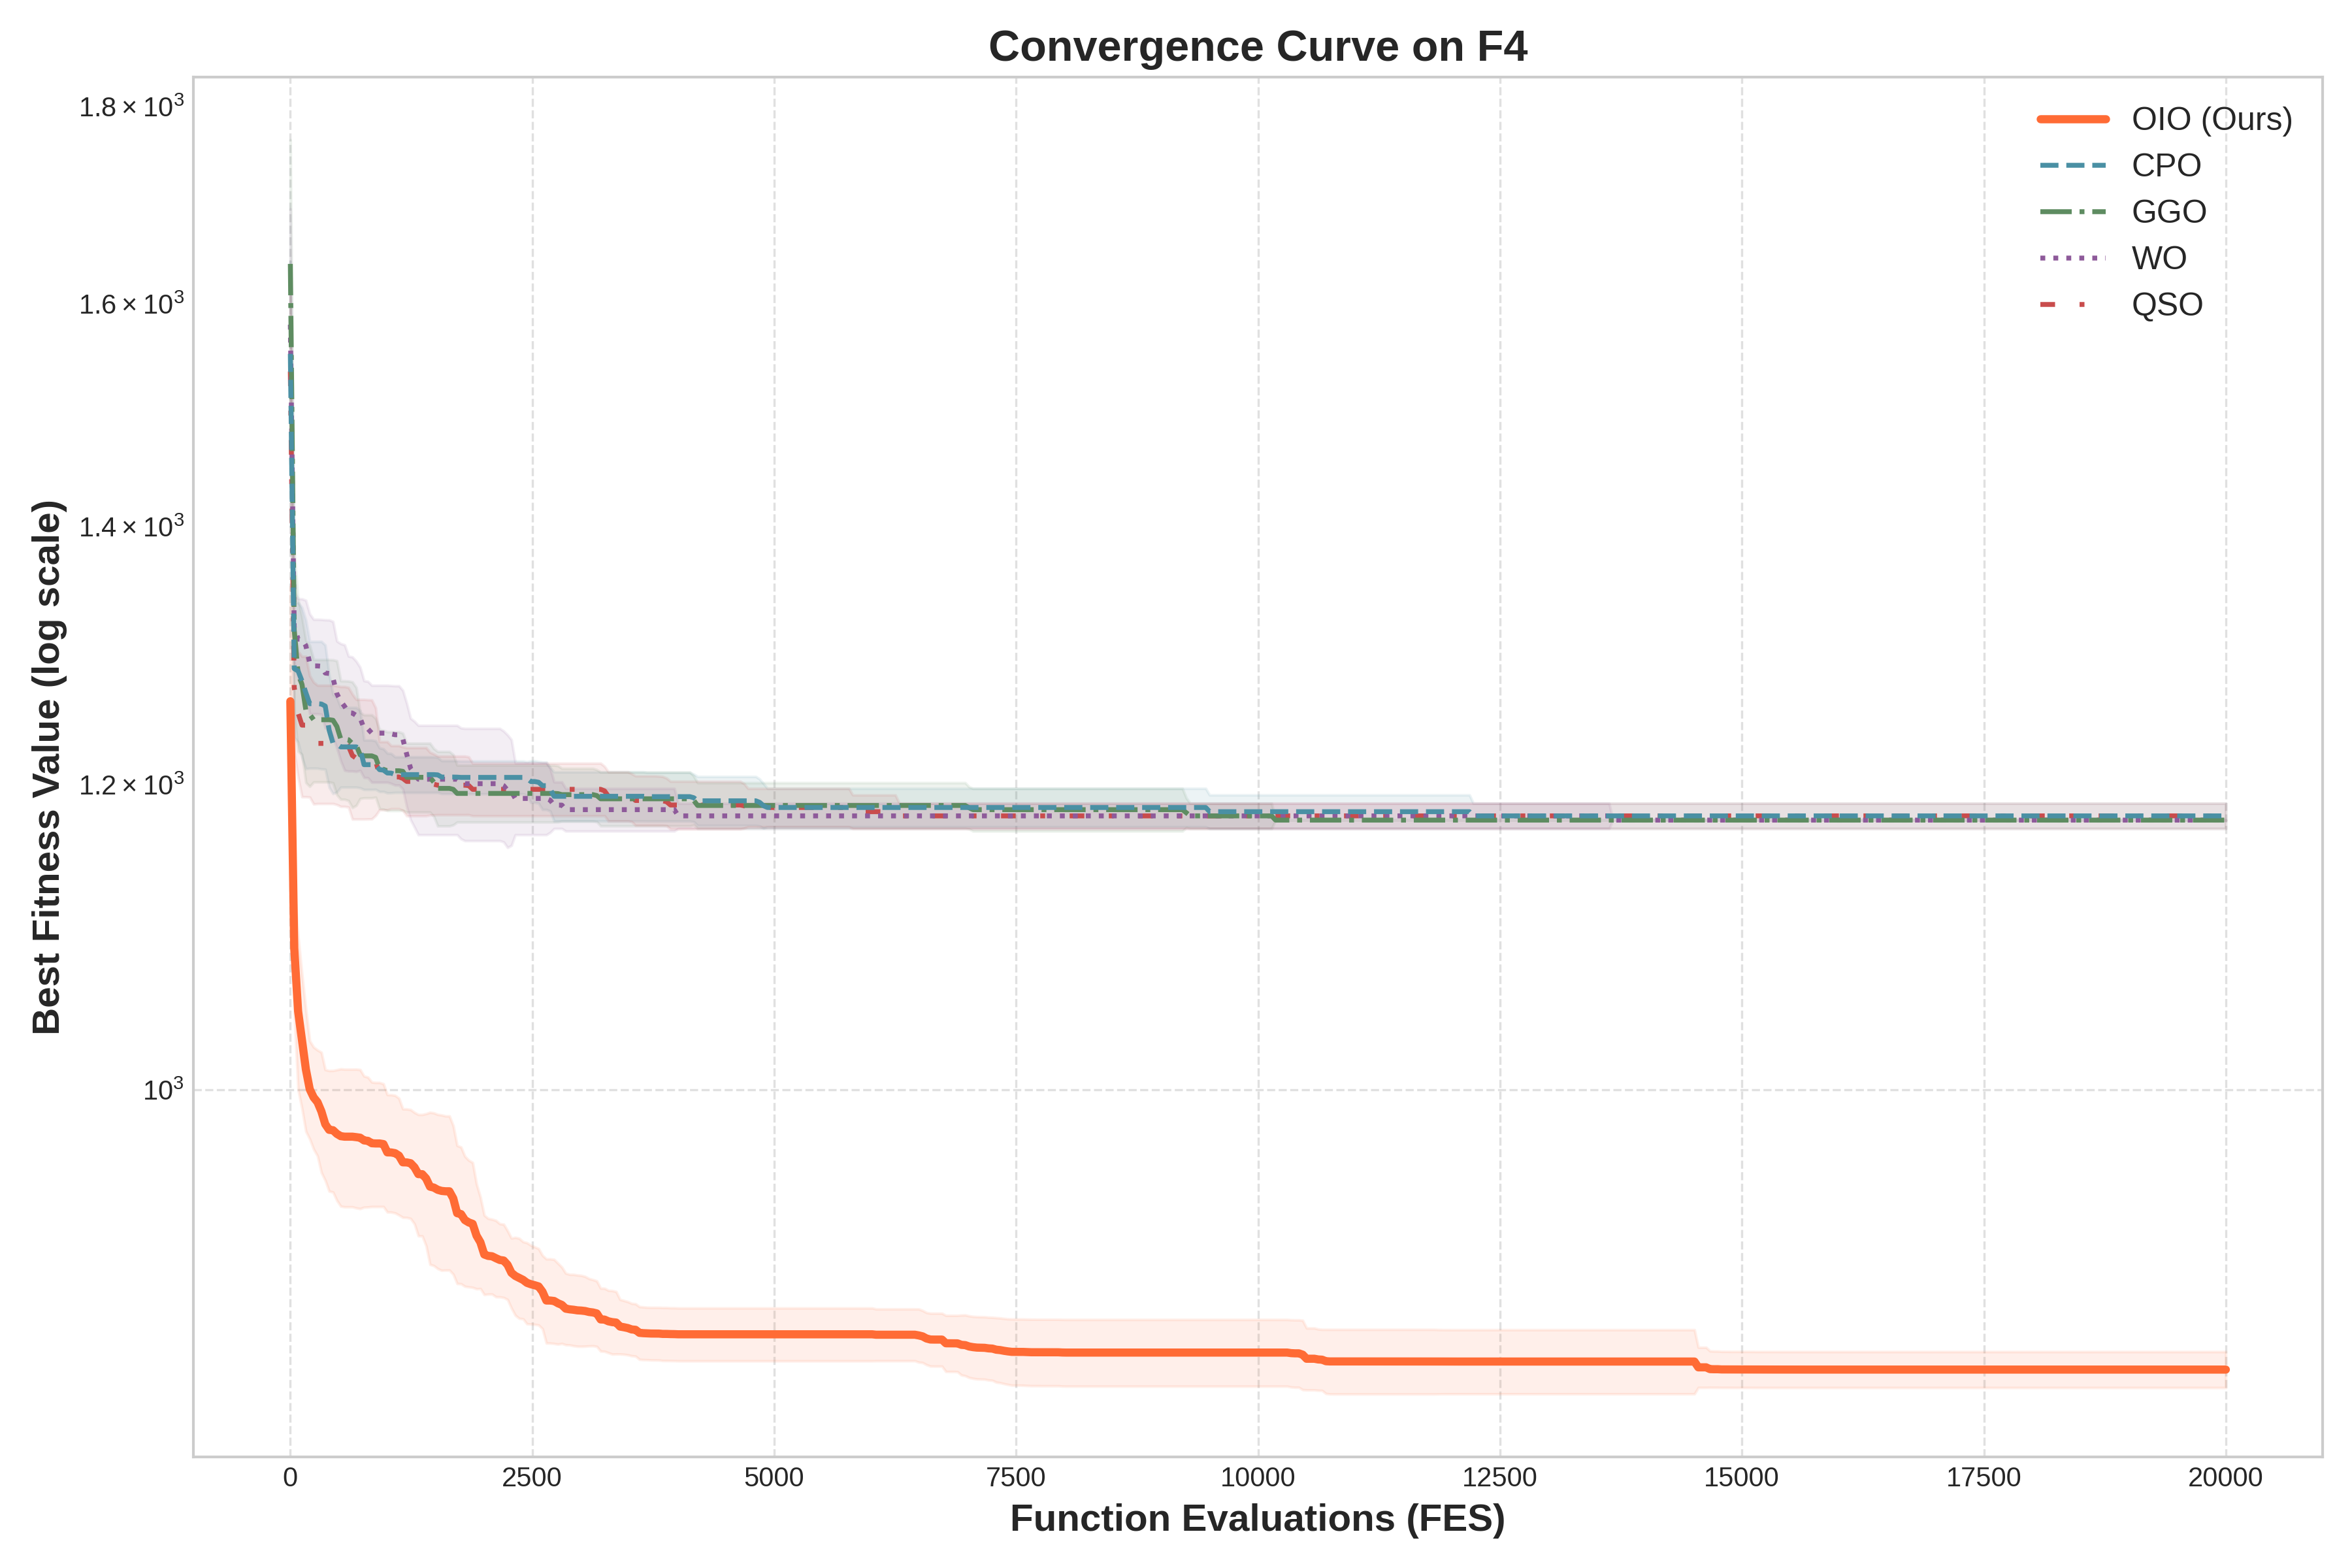 Convergence Curve on F4
Best Fitness Value (log scale)
1.8 × 10³
1.6 × 10³
1.4 × 10³
1.2 × 10³
10³
OIO (Ours)
CPO
GGO
WO
QSO
0 2500 5000 7500 10000 12500 15000 17500 20000
Function Evaluations (FES)